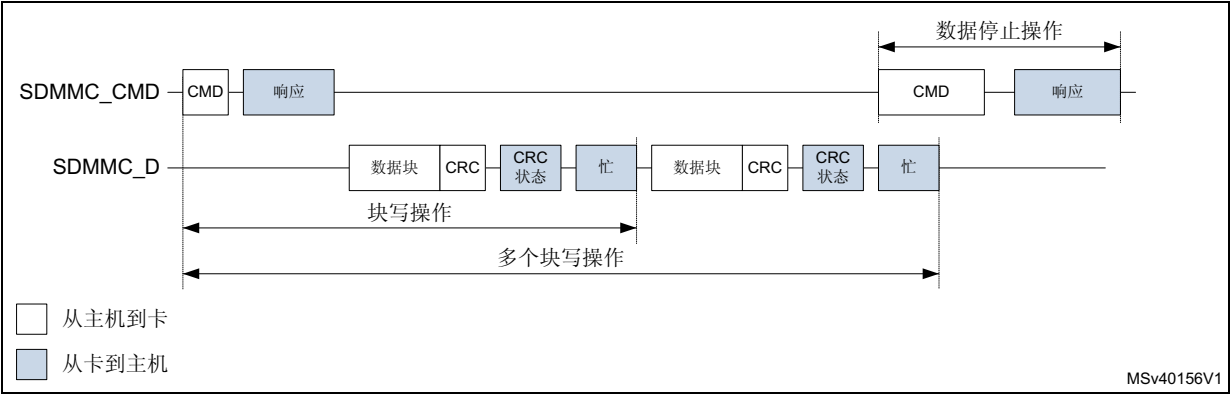 数据停止操作
SDMMC_CMD CMD 响应 CMD 响应
SDMMC_D 数据块 CRC CRC 状态 忙 数据块 CRC CRC 状态 忙
块写操作
多个块写操作
从主机到卡
从卡到主机
MSv40156V1